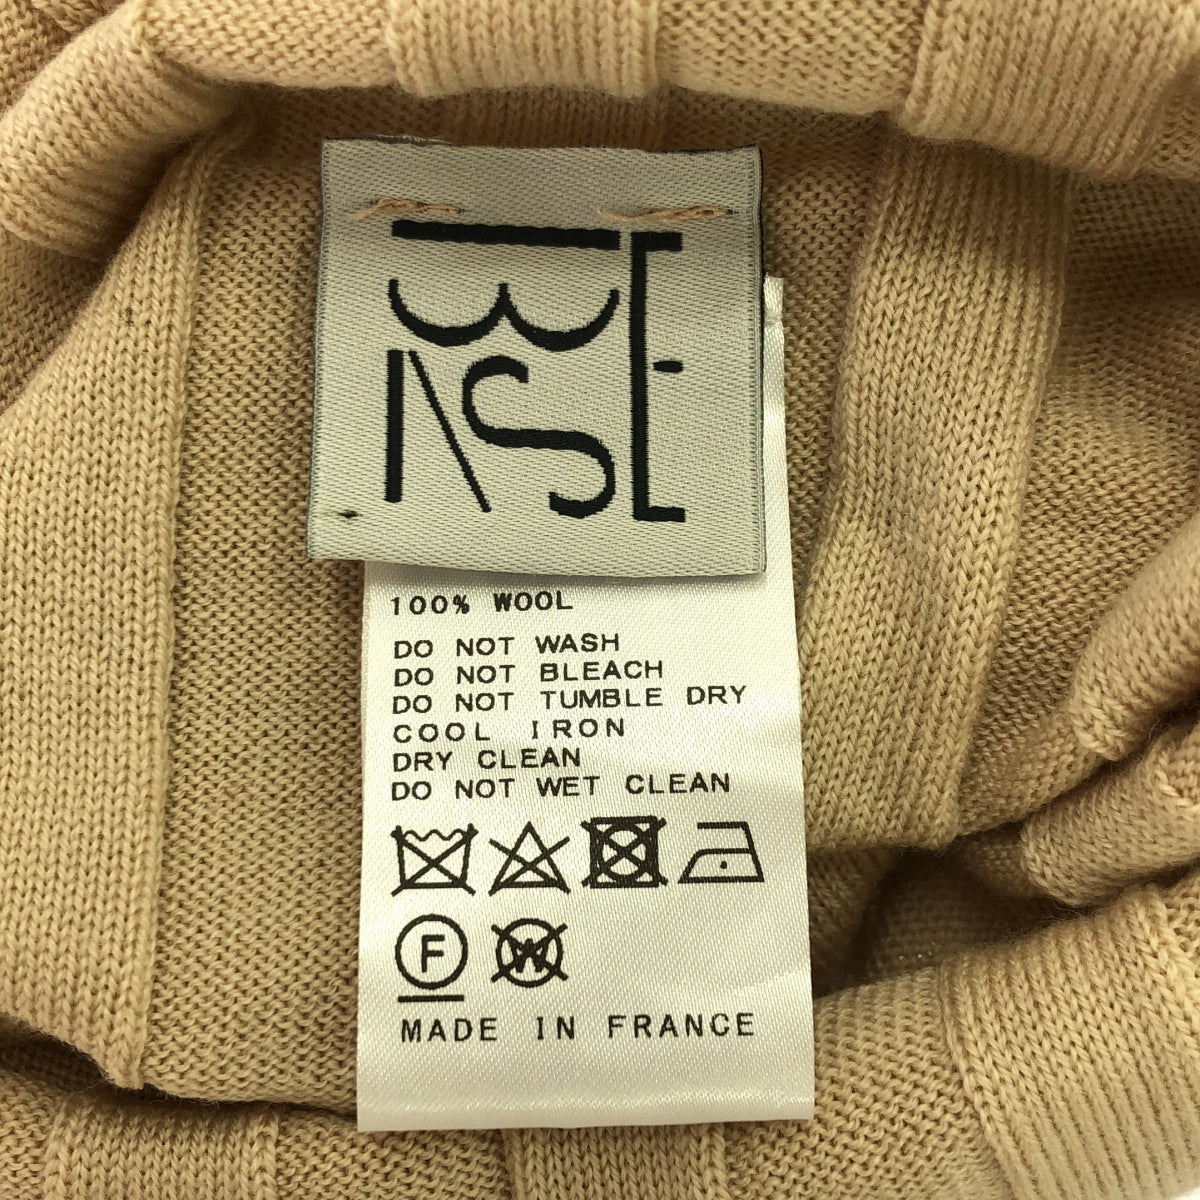 100% WOOL
DO NOT WASH
DO NOT BLEACH
DO NOT TUMBLE DRY
COOL IRON
DRY CLEAN
DO NOT WET CLEAN
F W
MADE IN FRANCE